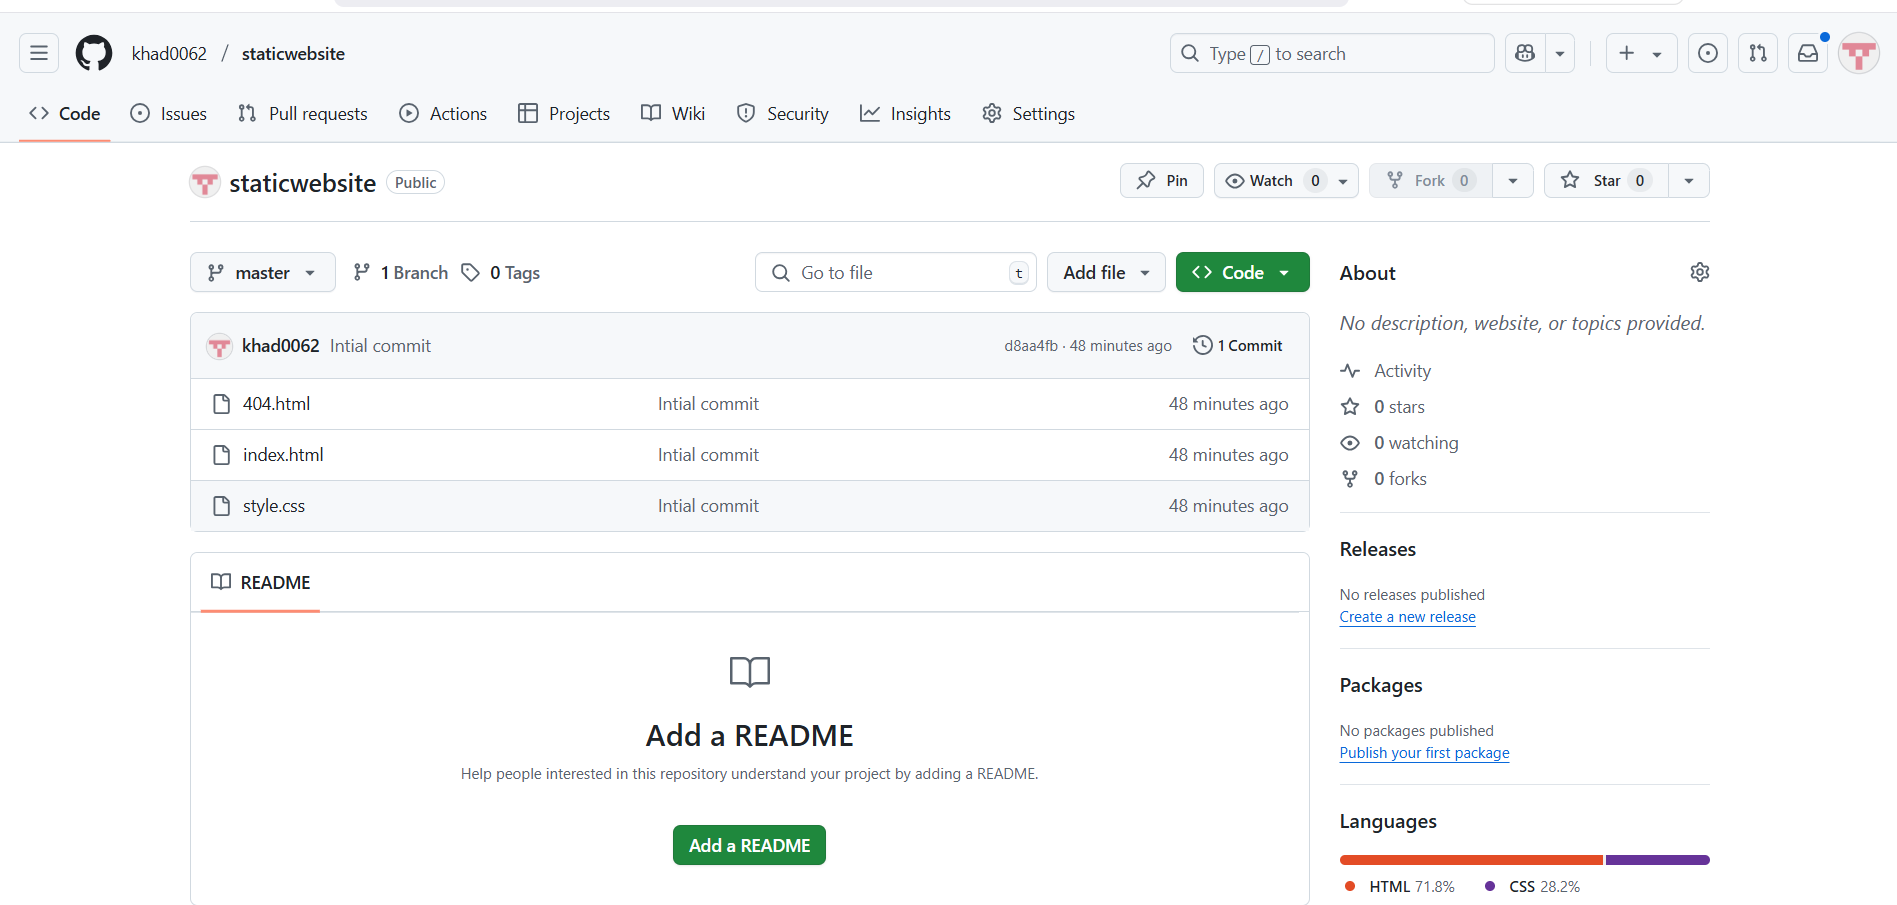 khad0062 / staticwebsite
Type / to search
Code Issues Pull requests Actions Projects Wiki Security Insights Settings
staticwebsite Public
Pin Watch 0 Fork 0 Star 0
master 1 Branch 0 Tags Go to file t Add file Code
khad0062 Intial commit d8aa4fb · 48 minutes ago 1 Commit
404.html Intial commit 48 minutes ago
index.html Intial commit 48 minutes ago
style.css Intial commit 48 minutes ago
README
Add a README
Help people interested in this repository understand your project by adding a README.
Add a README
About
No description, website, or topics provided.
Activity
0 stars
0 watching
0 forks
Releases
No releases published
Create a new release
Packages
No packages published
Publish your first package
Languages
HTML 71.8% CSS 28.2%